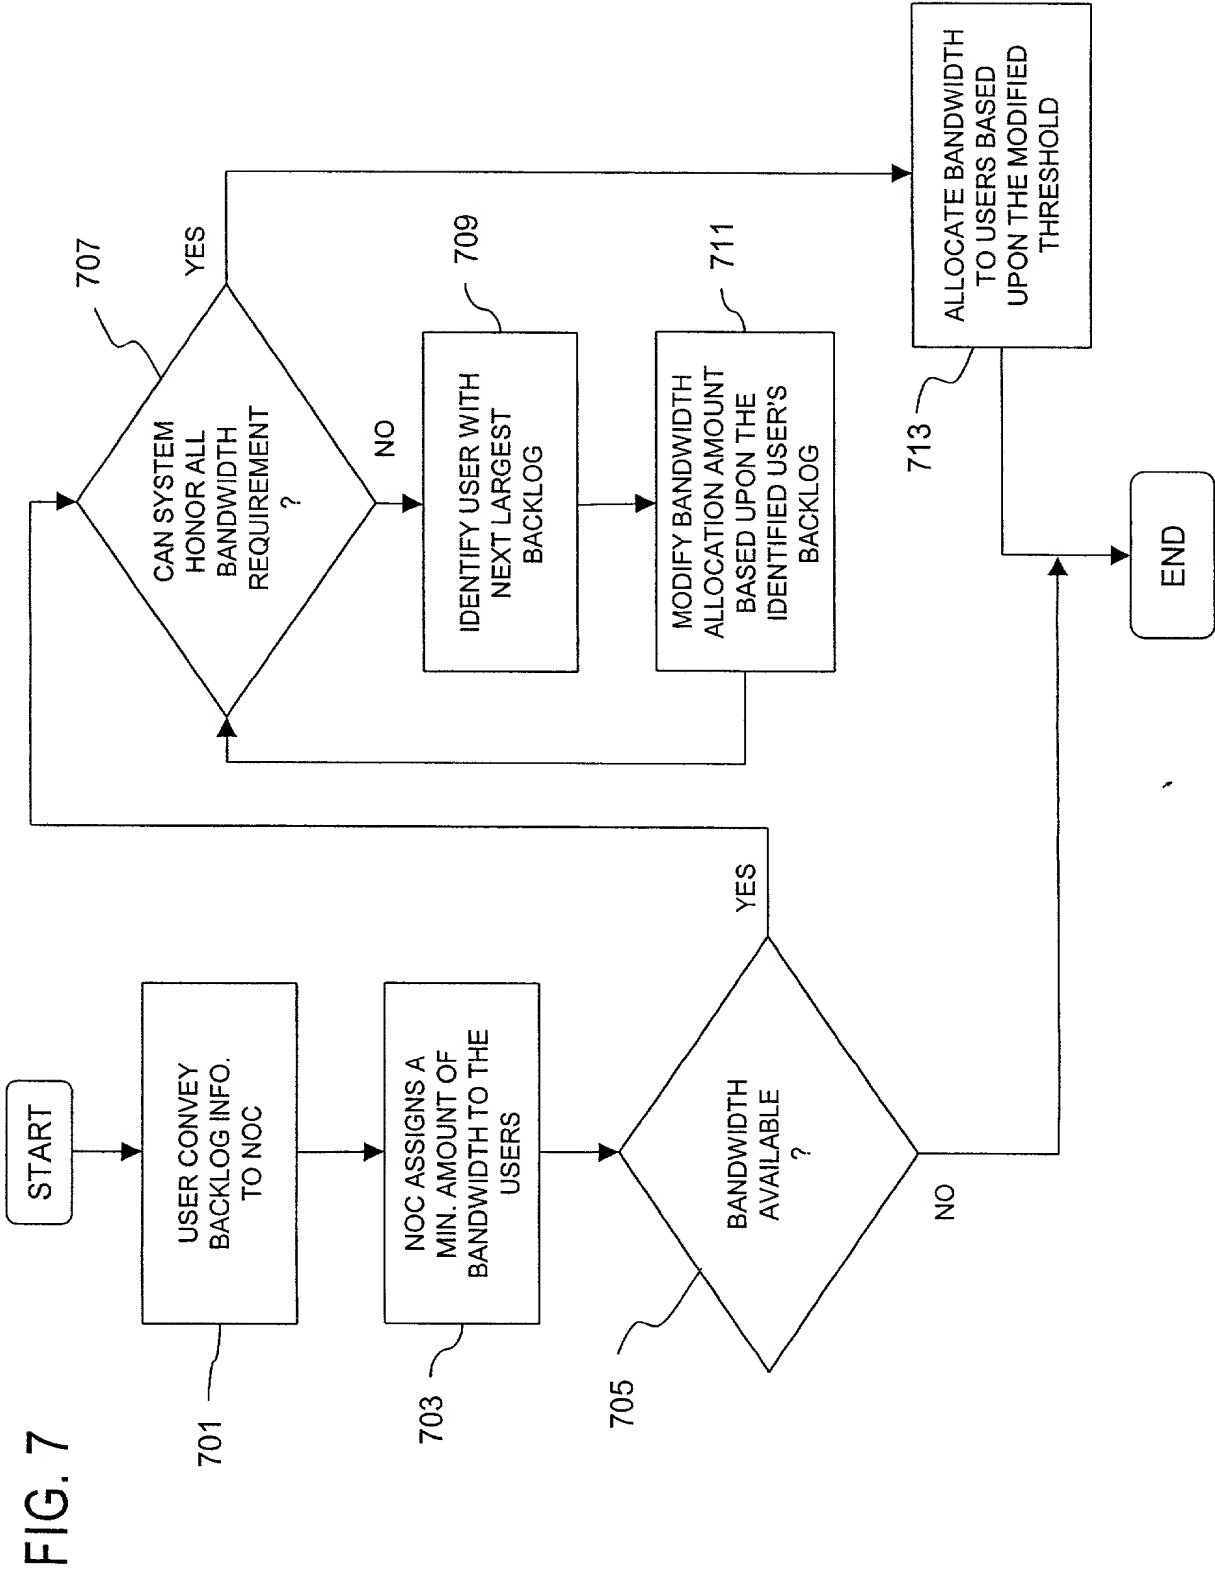 FIG. 7
START
USER CONVEY
BACKLOG INFO.
TO NOC
701
NOC ASSIGNS A
MIN. AMOUNT OF
BANDWIDTH TO THE
USERS
703
BANDWIDTH
AVAILABLE
?
705
YES
NO
CAN SYSTEM
HONOR ALL
BANDWIDTH
REQUIREMENT
?
707
YES
NO
IDENTIFY USER WITH
NEXT LARGEST
BACKLOG
709
MODIFY BANDWIDTH
ALLOCATION AMOUNT
BASED UPON THE
IDENTIFIED USER'S
BACKLOG
711
ALLOCATE BANDWIDTH
TO USERS BASED
UPON THE MODIFIED
THRESHOLD
713
END